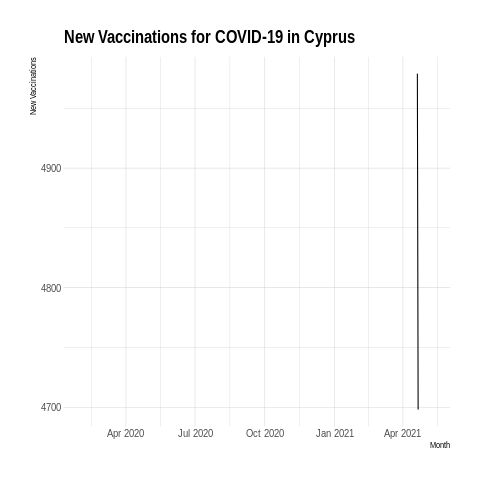 New Vaccinations for COVID-19 in Cyprus
New Vaccinations
4900
4800
4700
Apr 2020 Jul 2020 Oct 2020 Jan 2021 Apr 2021
Month